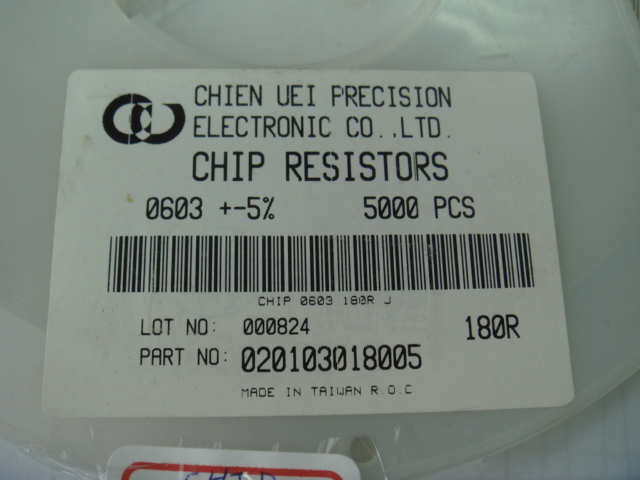 CHIEN UEI PRECISION
ELECTRONIC CO.,LTD.
CHIP RESISTORS
0603 +-5% 5000 PCS
CHIP 0603 180R J
LOT NO: 000824 180R
PART NO: 020103018005
MADE IN TAIWAN R.O.C